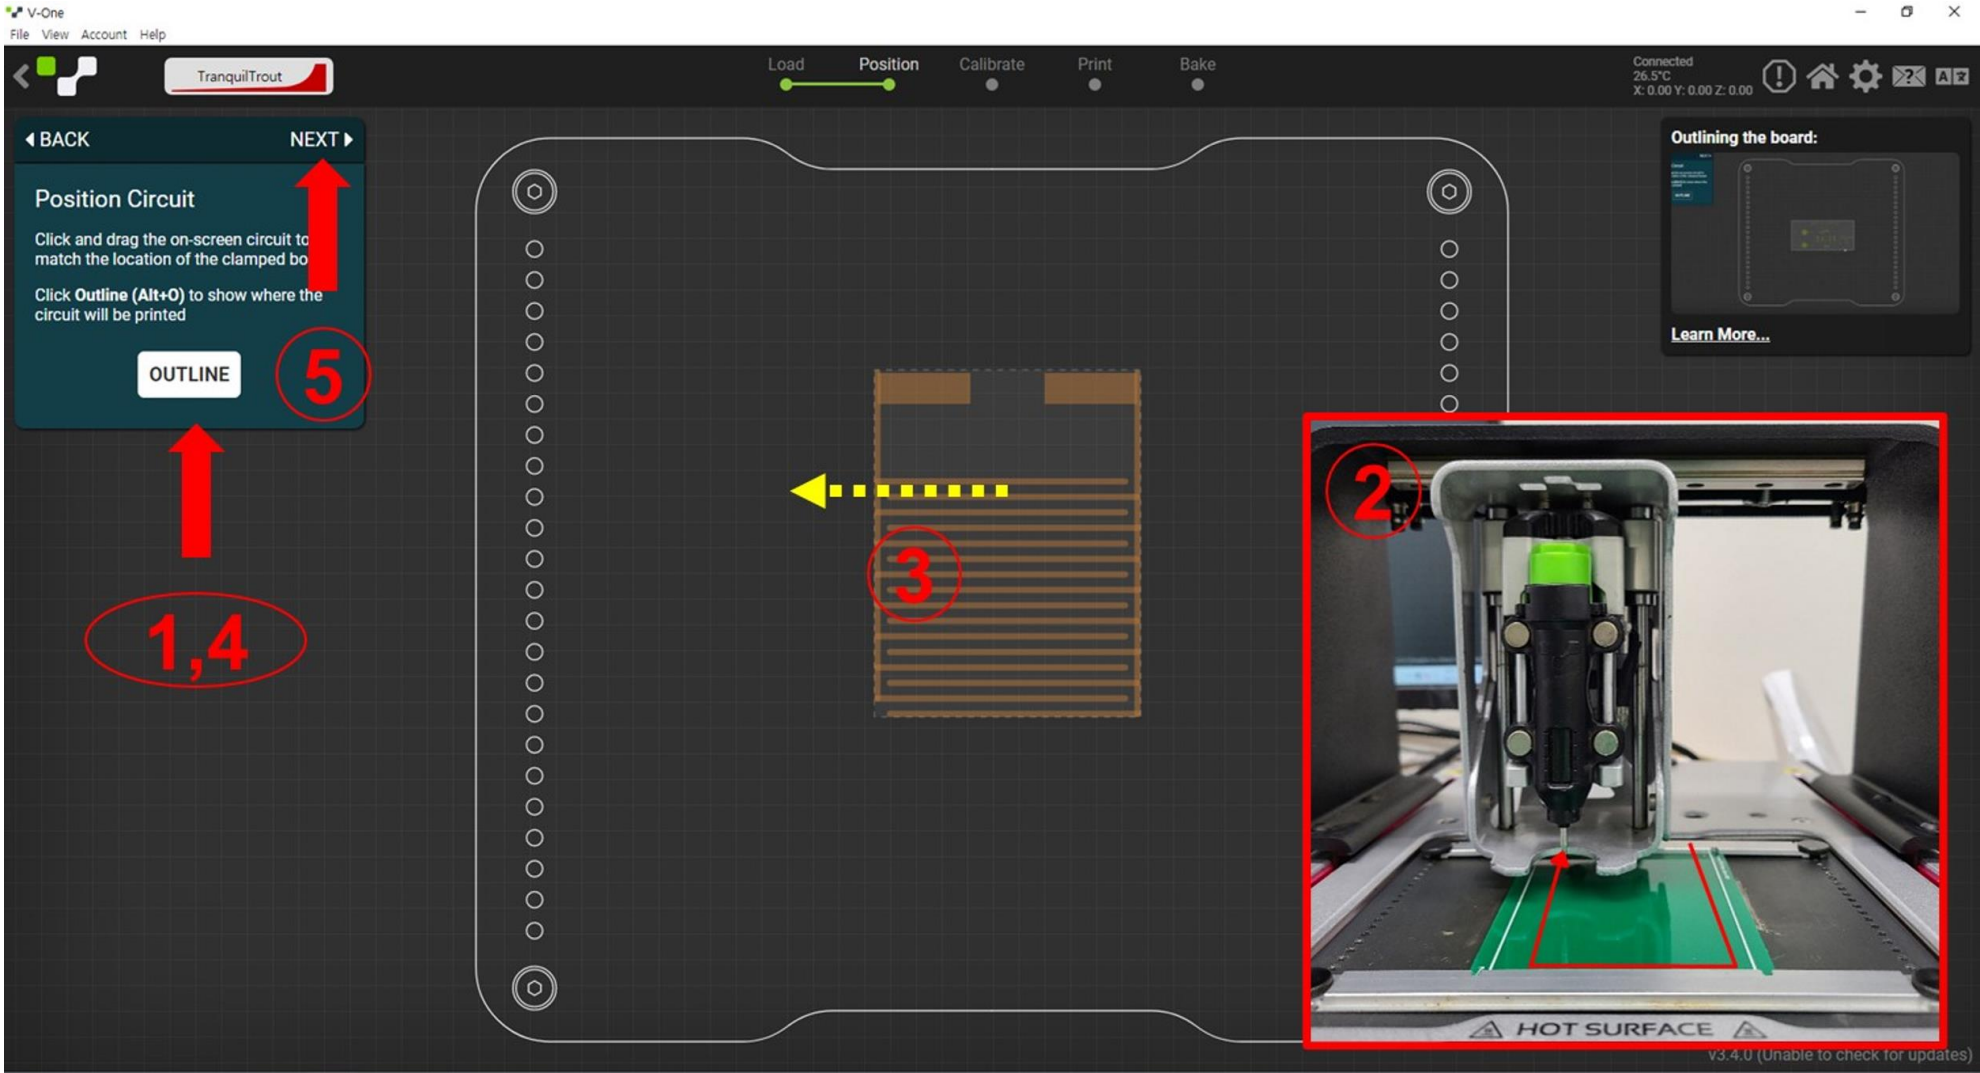 V-One
File View Account Help
TranquilTrout
Load
Position
Calibrate
Print
Bake
Connected
26.5°C
X: 0.00 Y: 0.00 Z: 0.00
BACK
NEXT
Position Circuit
Click and drag the on-screen circuit to
match the location of the clamped bo
Click Outline (Alt+O) to show where the
circuit will be printed
OUTLINE
5
1,4
3
2
Outlining the board:
Learn More...
HOT SURFACE
v3.4.0 (Unable to check for updates)